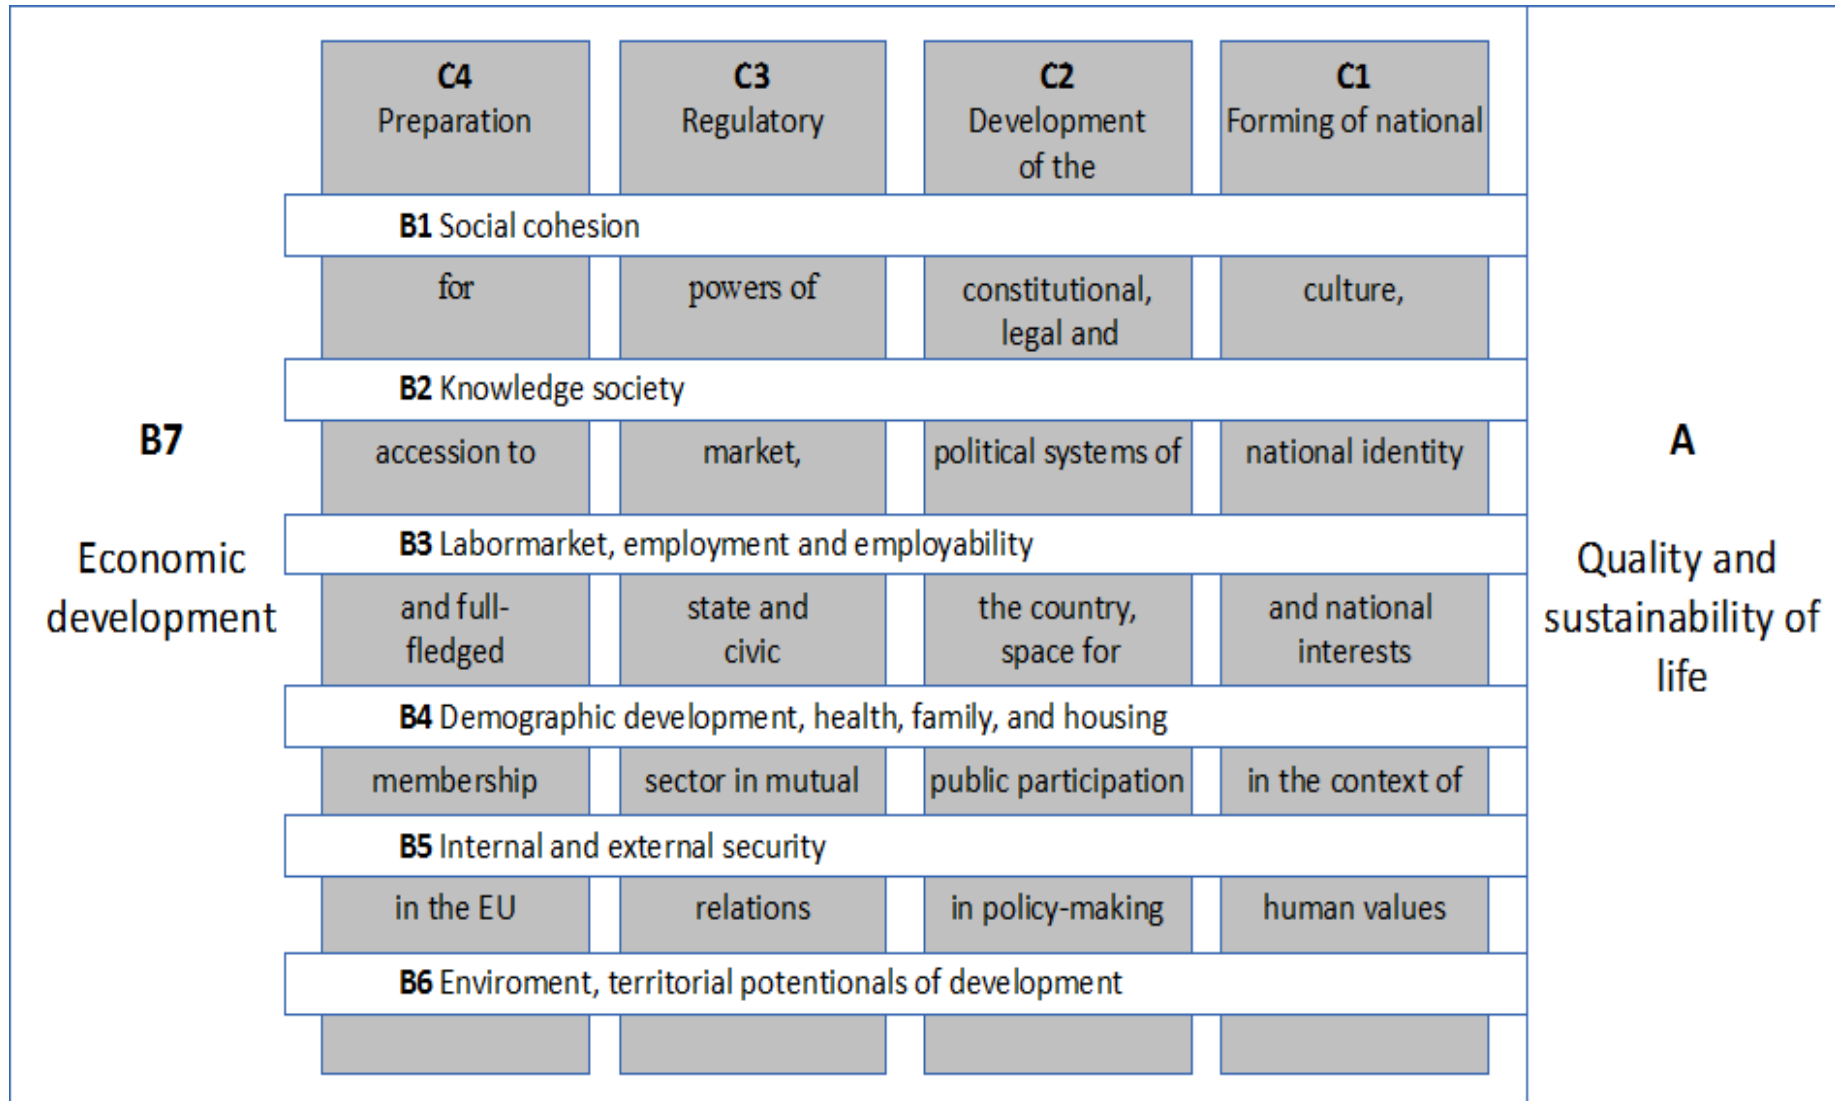 C4
Preparation
C3
Regulatory
C2
Development
of the
C1
Forming of national
B1 Social cohesion
for
powers of
constitutional,
legal and
culture,
B2 Knowledge society
B7
Economic
development
accession to
market,
political systems of
national identity
B3 Labormarket, employment and employability
and full-
fledged
state and
civic
the country,
space for
and national
interests
B4 Demographic development, health, family, and housing
membership
sector in mutual
public participation
in the context of
B5 Internal and external security
in the EU
relations
in policy-making
human values
B6 Enviroment, territorial potentionals of development
A
Quality and
sustainability of
life